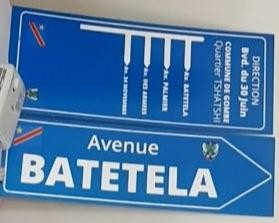 DIRECTION
Bvd. du 30 Juin
COMMUNE DE GOMBE
Quartier TSHATSHI
Av. BATETELA
Av. PALMIER
Av. DES ARMEES
Av. 24 NOVEMBRE
Avenue
BATETELA